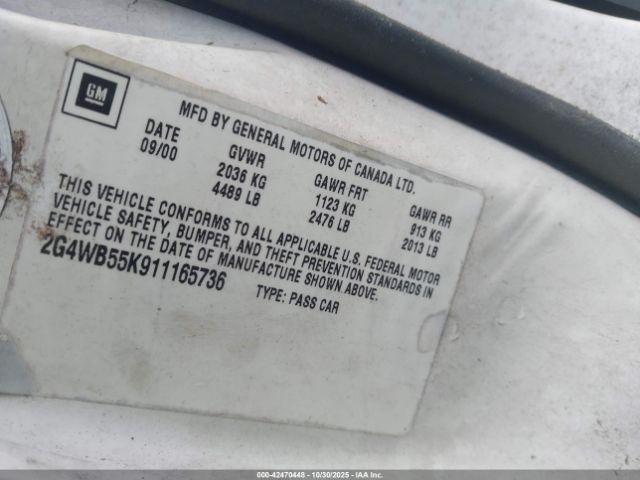 GM
MFD BY GENERAL MOTORS OF CANADA LTD.
DATE GVWR GAWR FRT GAWR RR
09/00 2036 KG 1123 KG 913 KG
4489 LB 2476 LB 2013 LB
THIS VEHICLE CONFORMS TO ALL APPLICABLE U.S. FEDERAL MOTOR
VEHICLE SAFETY, BUMPER, AND THEFT PREVENTION STANDARDS IN
EFFECT ON THE DATE OF MANUFACTURE SHOWN ABOVE.
2G4WB55K911165736
TYPE: PASS CAR
000-42470448 - 10/30/2025 - IAA Inc.